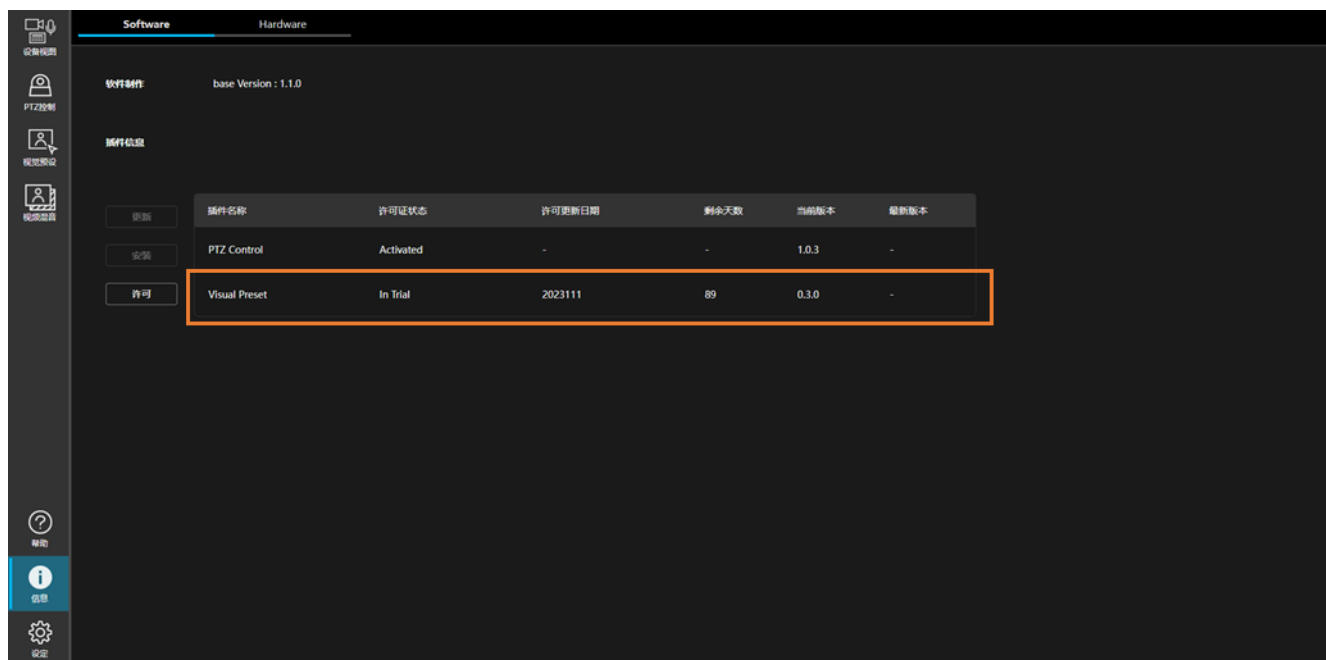 Software Hardware
设备视图
PTZ控制
视觉预设
视频混音
软件制作: base Version : 1.1.0
插件信息
更新
安装
许可
插件名称 许可证状态 许可更新日期 剩余天数 当前版本 最新版本
PTZ Control Activated - - 1.0.3 -
Visual Preset In Trial 2023111 89 0.3.0 -
帮助
信息
设定